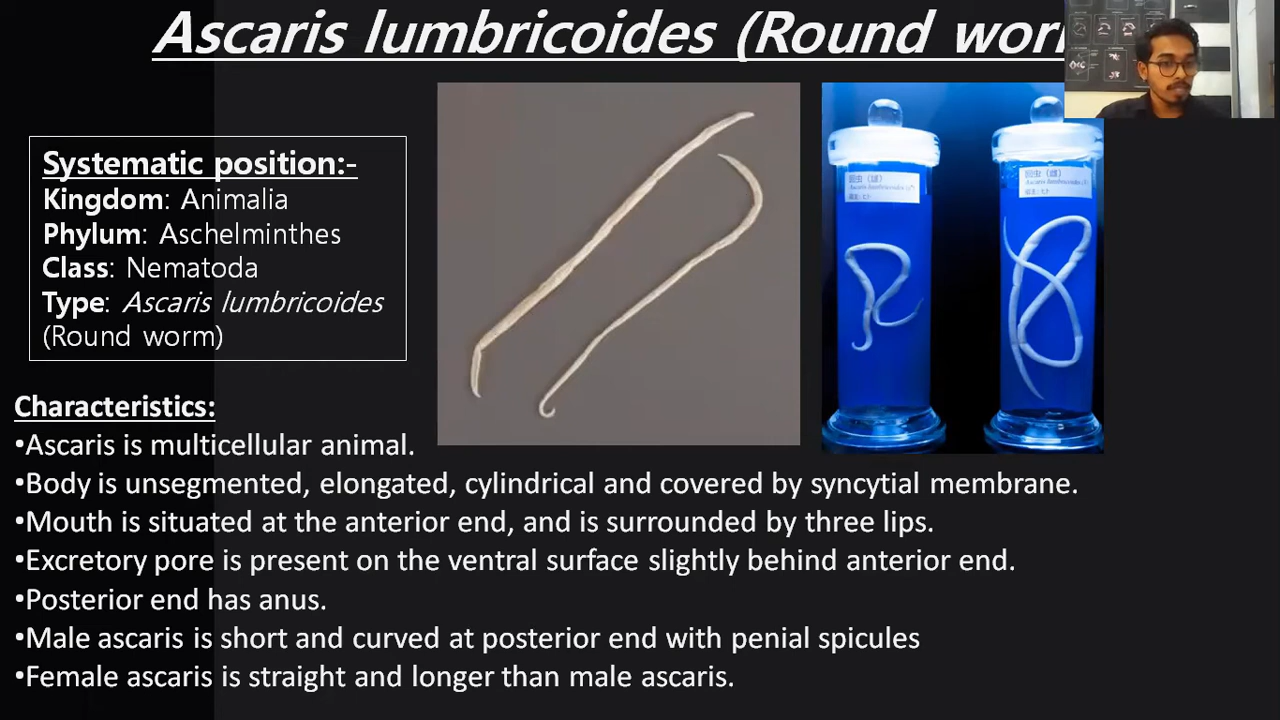 Ascaris lumbricoides (Round wor
Systematic position:-
Kingdom: Animalia
Phylum: Aschelminthes
Class: Nematoda
Type: Ascaris lumbricoides
(Round worm)
Characteristics:
•Ascaris is multicellular animal.
•Body is unsegmented, elongated, cylindrical and covered by syncytial membrane.
•Mouth is situated at the anterior end, and is surrounded by three lips.
•Excretory pore is present on the ventral surface slightly behind anterior end.
•Posterior end has anus.
•Male ascaris is short and curved at posterior end with penial spicules
•Female ascaris is straight and longer than male ascaris.
Ascaris lumbricoides
Ascaris lumbricoides